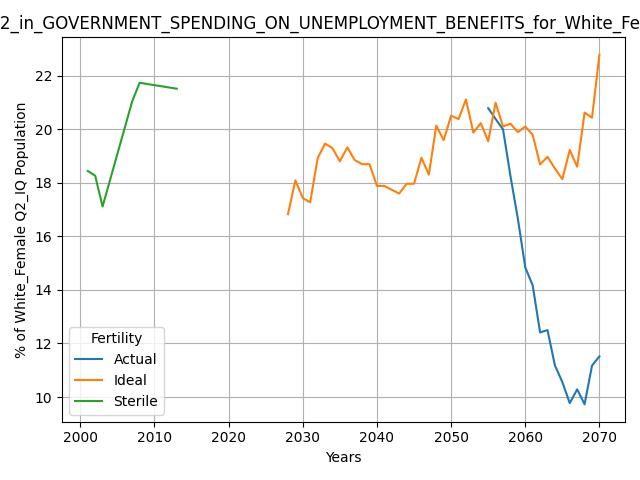 2_in_GOVERNMENT_SPENDING_ON_UNEMPLOYMENT_BENEFITS_for_White_Fe
% of White_Female Q2_IQ Population
22
20
18
16
14
12
10
Fertility
Actual
Ideal
Sterile
2000 2010 2020 2030 2040 2050 2060 2070
Years